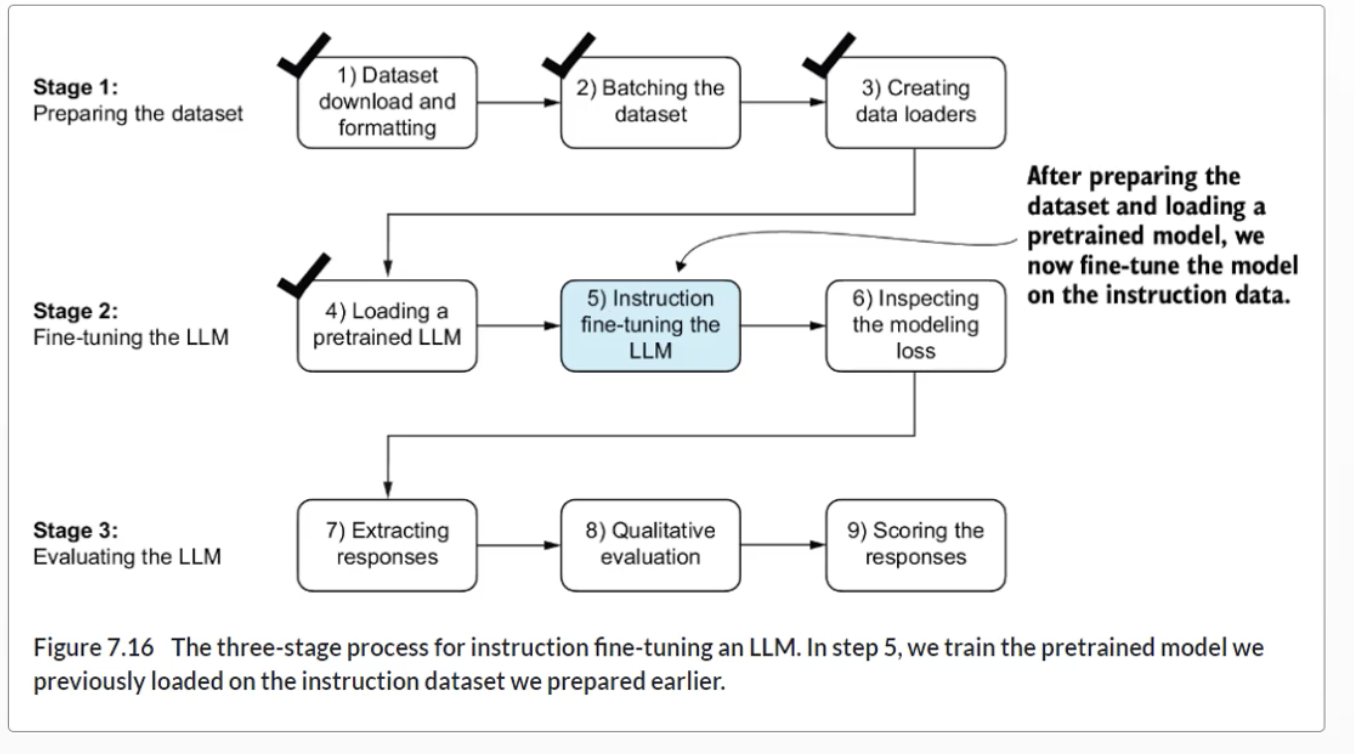 Stage 1:
Preparing the dataset
1) Dataset
download and
formatting
2) Batching the
dataset
3) Creating
data loaders
After preparing the
dataset and loading a
pretrained model, we
now fine-tune the model
on the instruction data.
Stage 2:
Fine-tuning the LLM
4) Loading a
pretrained LLM
5) Instruction
fine-tuning the
LLM
6) Inspecting
the modeling
loss
Stage 3:
Evaluating the LLM
7) Extracting
responses
8) Qualitative
evaluation
9) Scoring the
responses
Figure 7.16 The three-stage process for instruction fine-tuning an LLM. In step 5, we train the pretrained model we
previously loaded on the instruction dataset we prepared earlier.